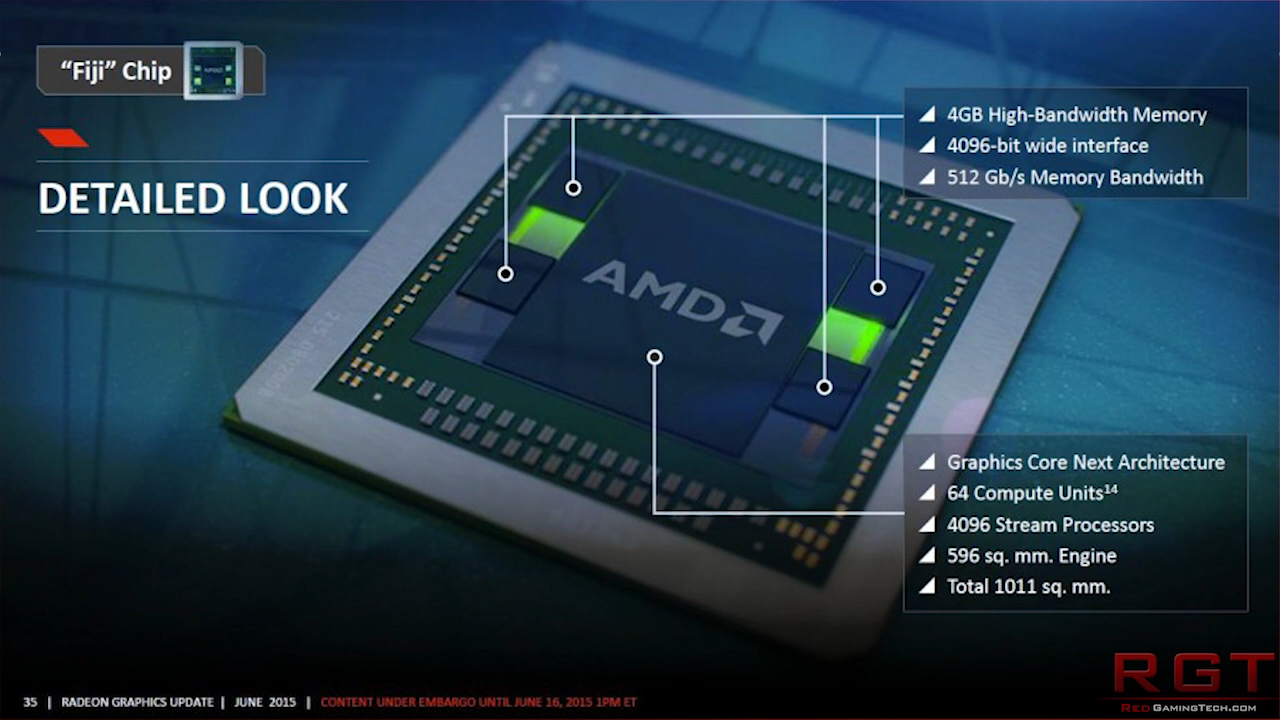 “Fiji” Chip
DETAILED LOOK
AMD
4GB High-Bandwidth Memory
4096-bit wide interface
512 Gb/s Memory Bandwidth
Graphics Core Next Architecture
64 Compute Units¹⁴
4096 Stream Processors
596 sq. mm. Engine
Total 1011 sq. mm.
35 | RADEON GRAPHICS UPDATE | JUNE 2015 | CONTENT UNDER EMBARGO UNTIL JUNE 16, 2015 1PM ET
RGT
RED GAMINGTECH.COM